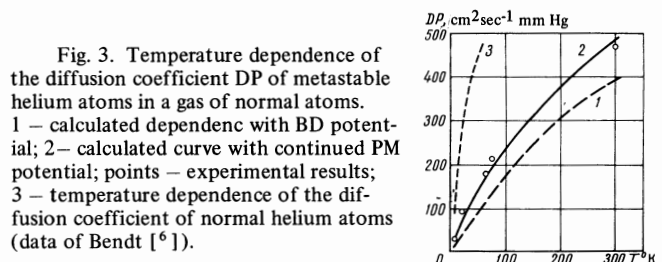 Fig. 3. Temperature dependence of
the diffusion coefficient DP of metastable
helium atoms in a gas of normal atoms.
1 — calculated dependenc with BD potent-
ial; 2— calculated curve with continued PM
potential; points — experimental results;
3 — temperature dependence of the dif-
fusion coefficient of normal helium atoms
(data of Bendt [⁶]).
DP, cm² sec⁻¹ mm Hg
500
400
300
200
100
3
2
1
0 100 200 300 T °K